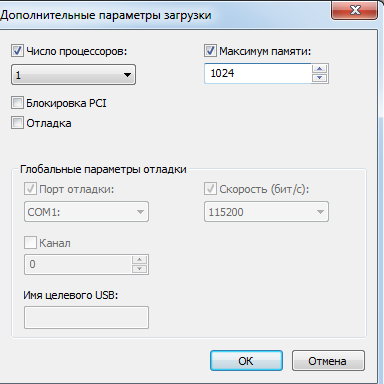 Дополнительные параметры загрузки
Число процессоров:
Максимум памяти:
1
1024
Блокировка PCI
Отладка
Глобальные параметры отладки
Порт отладки:
Скорость (бит/с):
COM1:
115200
Канал
0
Имя целевого USB:
OK
Отмена